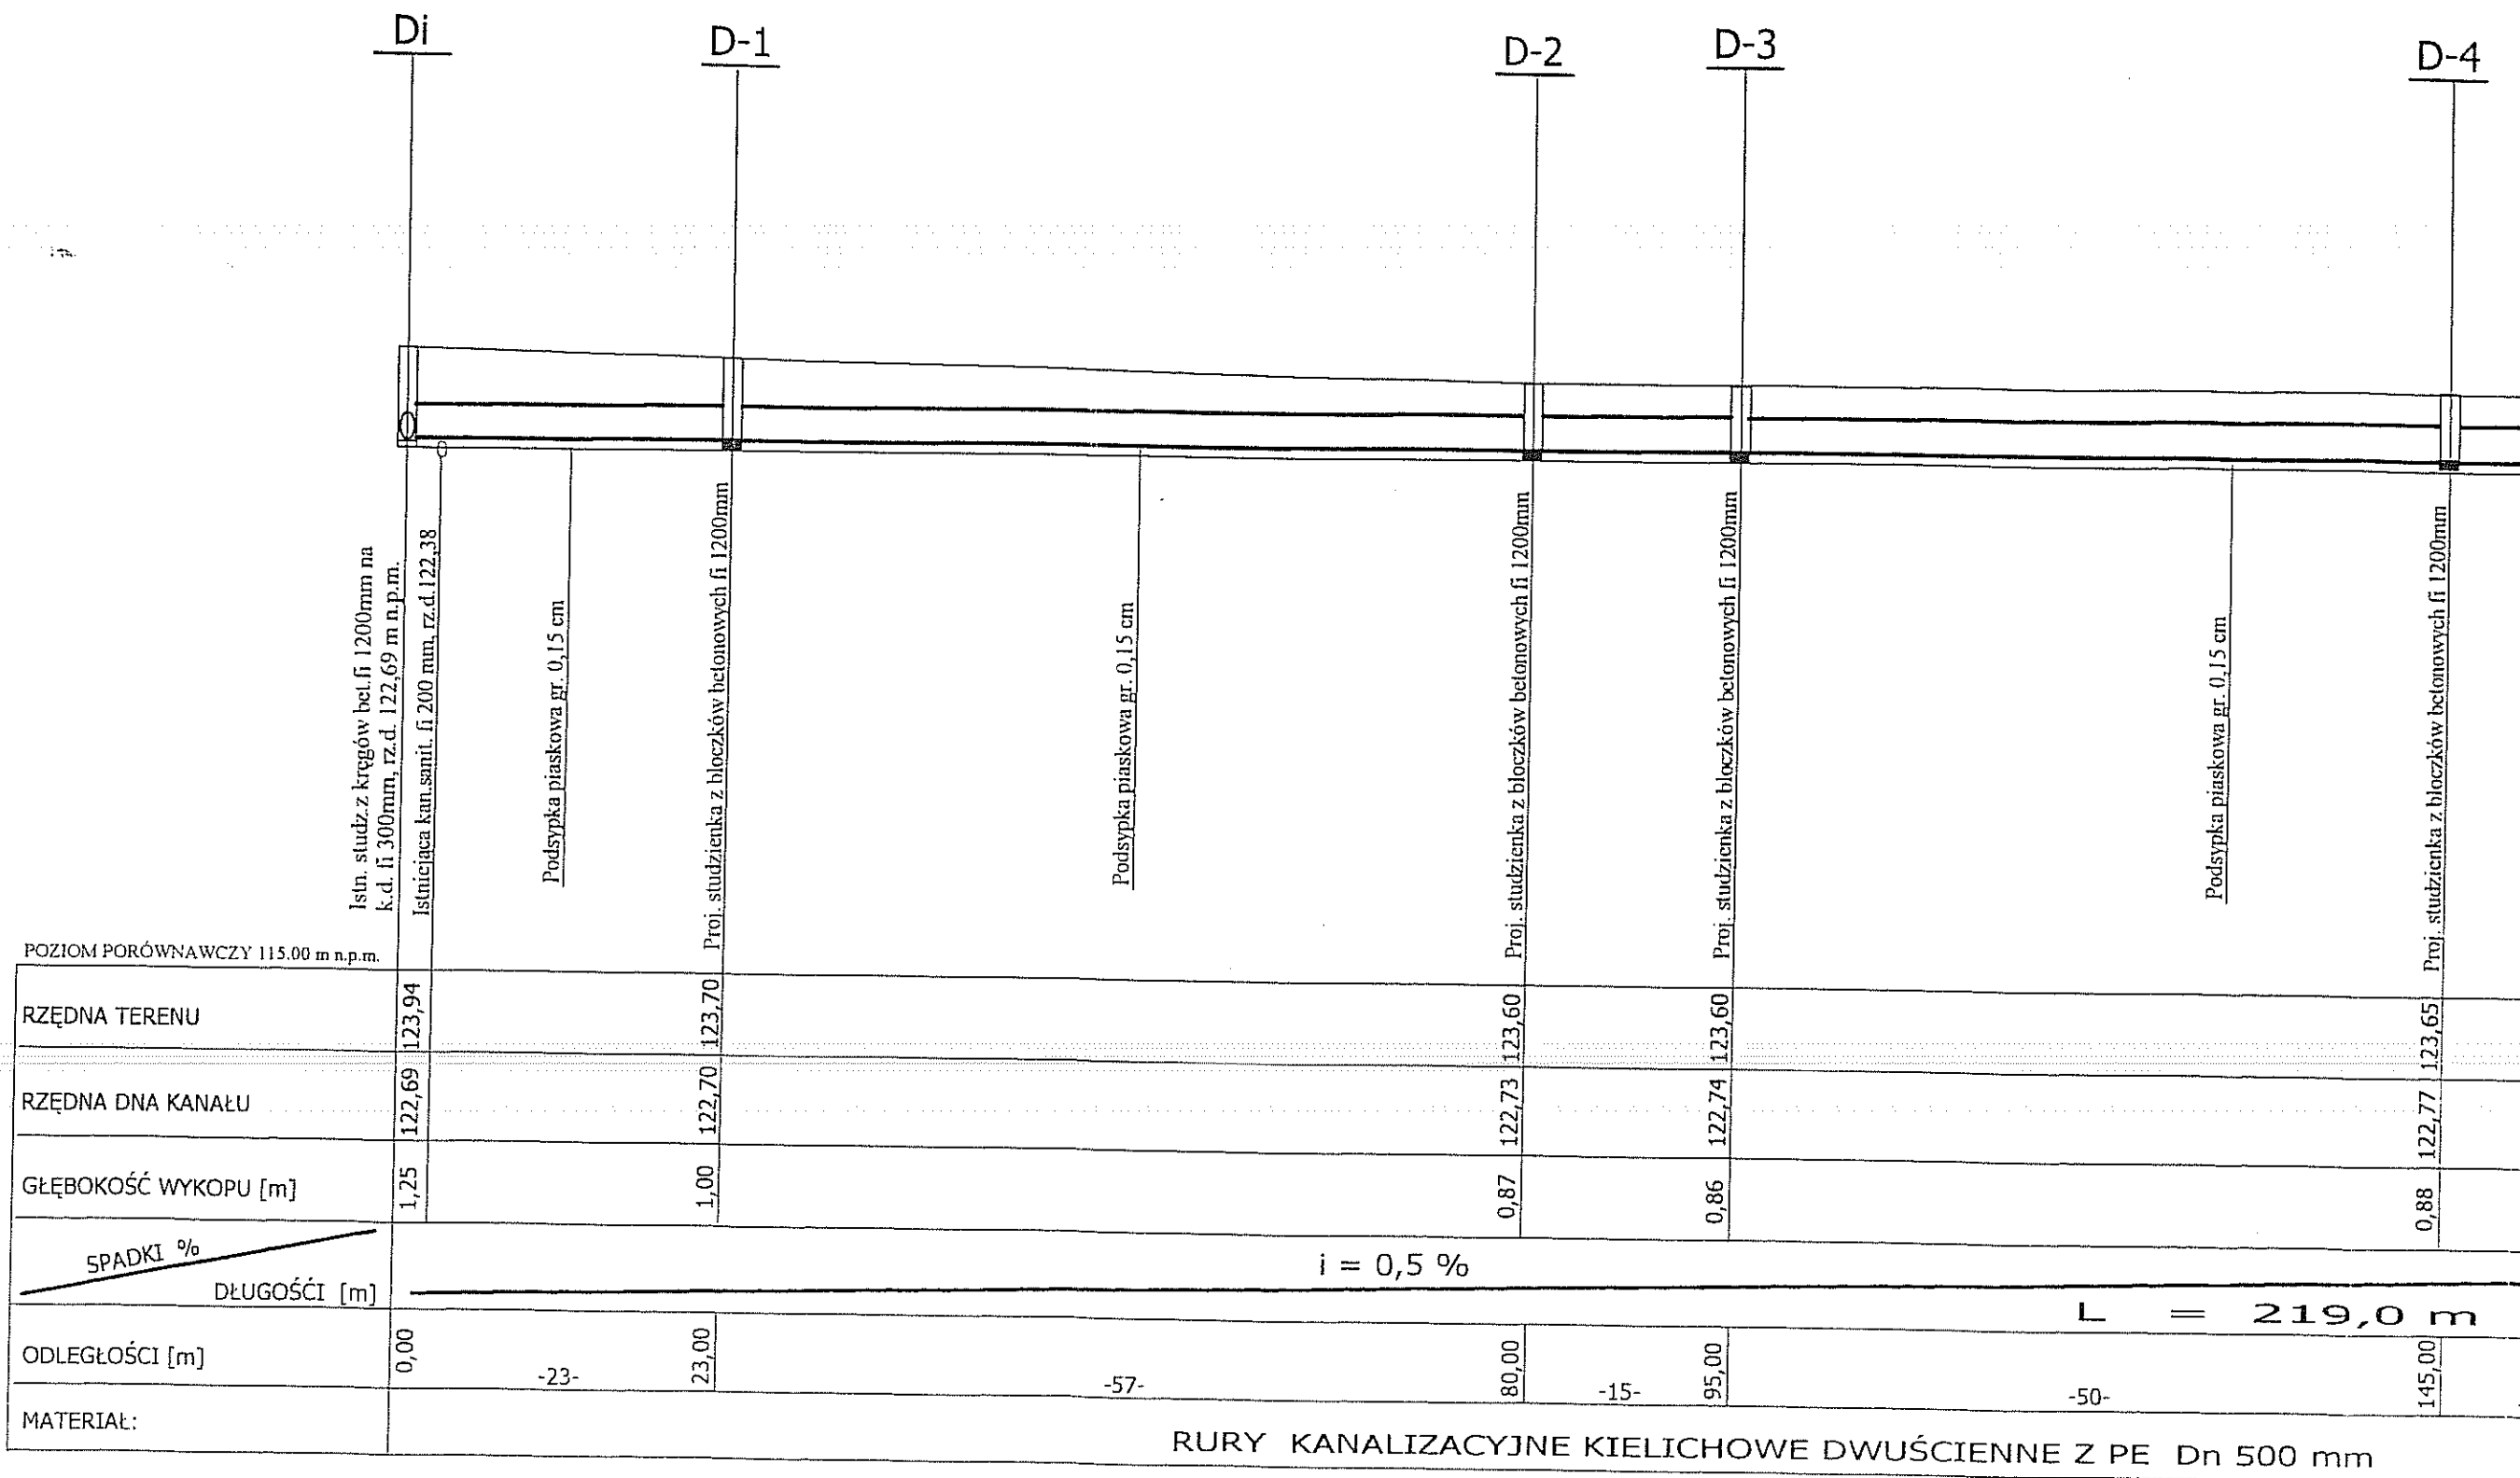 Di
D-1
D-2
D-3
D-4
Istn. studz.z kręgów bet.fi 1200mm na
k.d. fi 300mm, rz.d. 122,69 m n.p.m.
Istniejąca kan.sanit. fi 200 mm, rz.d.122,38
Podsypka piaskowa gr. 0,15 cm
Proj. studzienka z bloczków betonowych fi 1200mm
Podsypka piaskowa gr. 0,15 cm
Proj. studzienka z bloczków betonowych fi 1200mm
Proj. studzienka z bloczków betonowych fi 1200mm
Podsypka piaskowa gr. 0,15 cm
Proj. studzienka z bloczków betonowych fi 1200mm
POZIOM PORÓWNAWCZY 115.00 m n.p.m.
RZĘDNA TERENU 123,94 123,70 123,60 123,60 123,65
RZĘDNA DNA KANAŁU 122,69 122,70 122,73 122,74 122,77
GŁĘBOKOŚĆ WYKOPU [m] 1,25 1,00 0,87 0,86 0,88
SPADKI %
i = 0,5 %
DŁUGOŚĆI [m]
L = 219,0 m
ODLEGŁOŚCI [m] 0,00 -23- 23,00 -57- 80,00 -15- 95,00 -50- 145,00
MATERIAŁ:
RURY KANALIZACYJNE KIELICHOWE DWUŚCIENNE Z PE Dn 500 mm